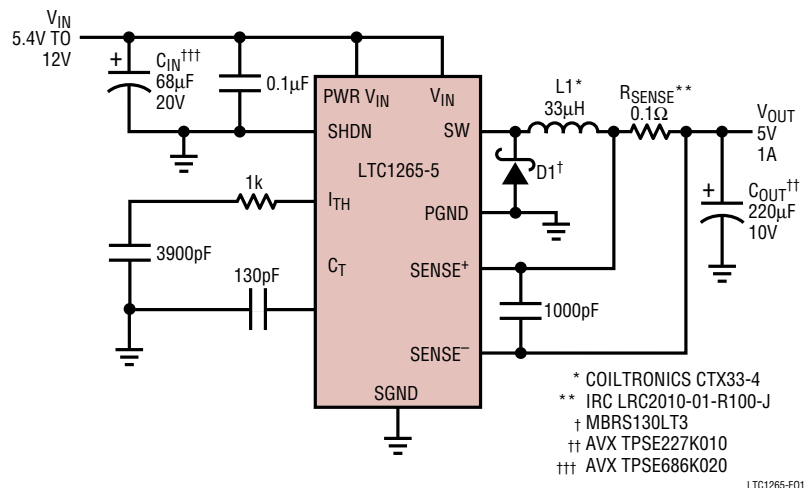 VIN
5.4V TO
12V
+
CIN†††
68µF
20V
0.1µF
PWR VIN
VIN
SHDN
SW
LTC1265-5
ITH
PGND
CT
SENSE+
SENSE–
SGND
1k
3900pF
130pF
L1*
33µH
RSENSE**
0.1Ω
D1†
1000pF
VOUT
5V
1A
+
COUT††
220µF
10V
* COILTRONICS CTX33-4
** IRC LRC2010-01-R100-J
† MBRS130LT3
†† AVX TPSE227K010
††† AVX TPSE686K020
LTC1265-FO1